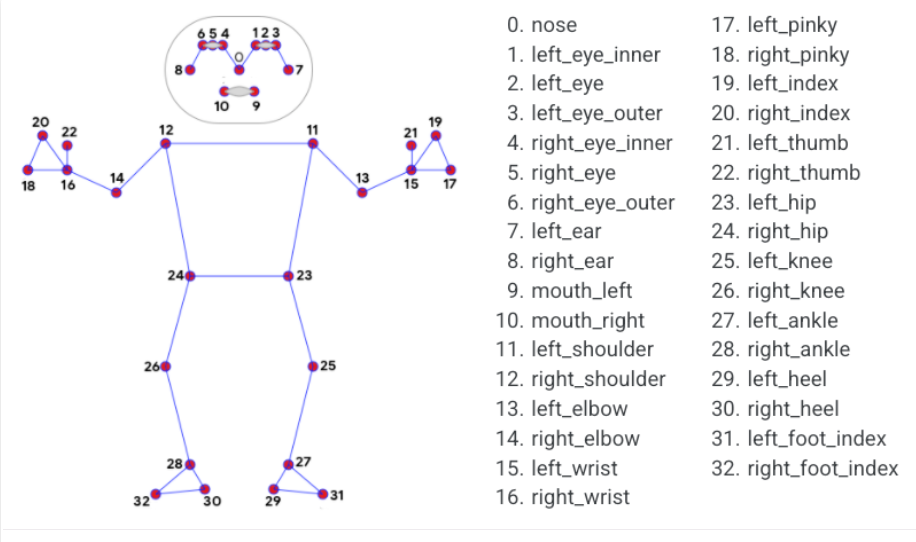 6 5 4 1 2 3
0
8 7
10 9
20 22 12 11 21 19
18 16 14 13 15 17
24 23
26 25
28 27
32 30 29 31
0. nose
1. left_eye_inner
2. left_eye
3. left_eye_outer
4. right_eye_inner
5. right_eye
6. right_eye_outer
7. left_ear
8. right_ear
9. mouth_left
10. mouth_right
11. left_shoulder
12. right_shoulder
13. left_elbow
14. right_elbow
15. left_wrist
16. right_wrist
17. left_pinky
18. right_pinky
19. left_index
20. right_index
21. left_thumb
22. right_thumb
23. left_hip
24. right_hip
25. left_knee
26. right_knee
27. left_ankle
28. right_ankle
29. left_heel
30. right_heel
31. left_foot_index
32. right_foot_index